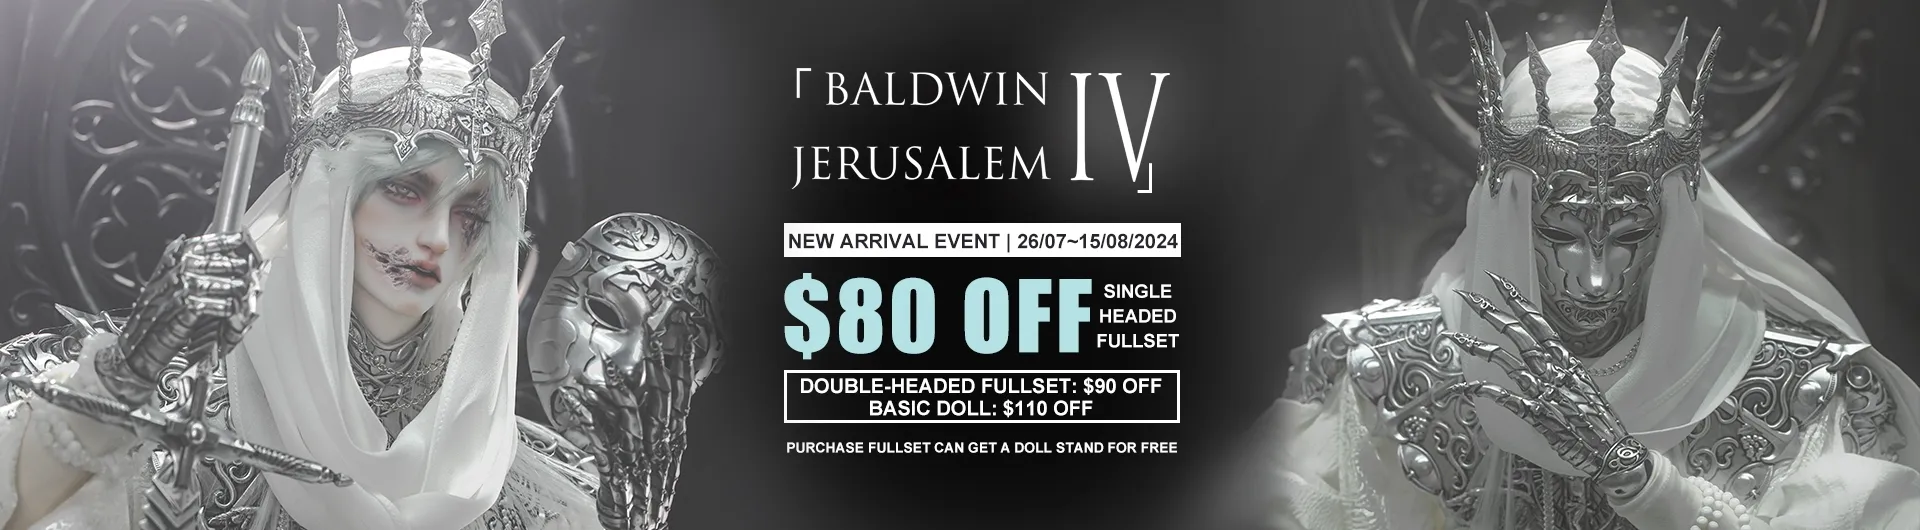 「BALDWIN IV
JERUSALEM」
NEW ARRIVAL EVENT | 26/07~15/08/2024
$80 OFF
SINGLE
HEADED
FULLSET
DOUBLE-HEADED FULLSET: $90 OFF
BASIC DOLL: $110 OFF
PURCHASE FULLSET CAN GET A DOLL STAND FOR FREE